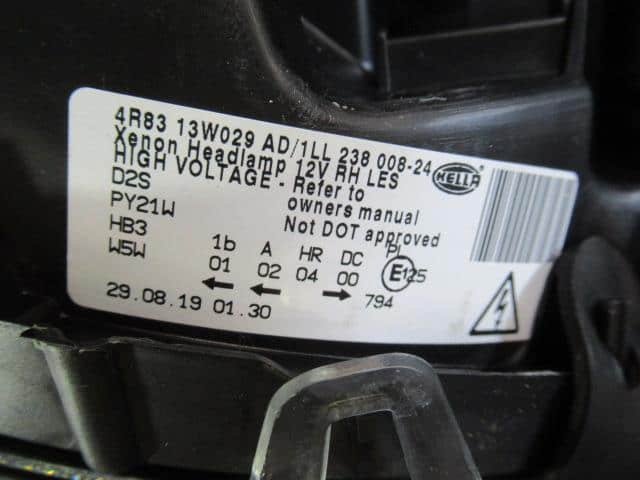 4R83 13W029 AD/1LL 238 008-24
Xenon Headlamp 12V RH LES
HIGH VOLTAGE - Refer to
owners manual
Not DOT approved
HELLA
D2S
PY21W
HB3
W5W
1b A HR DC PL
01 02 04 00 E1 25
← ← → 794
29.08.19 01.30